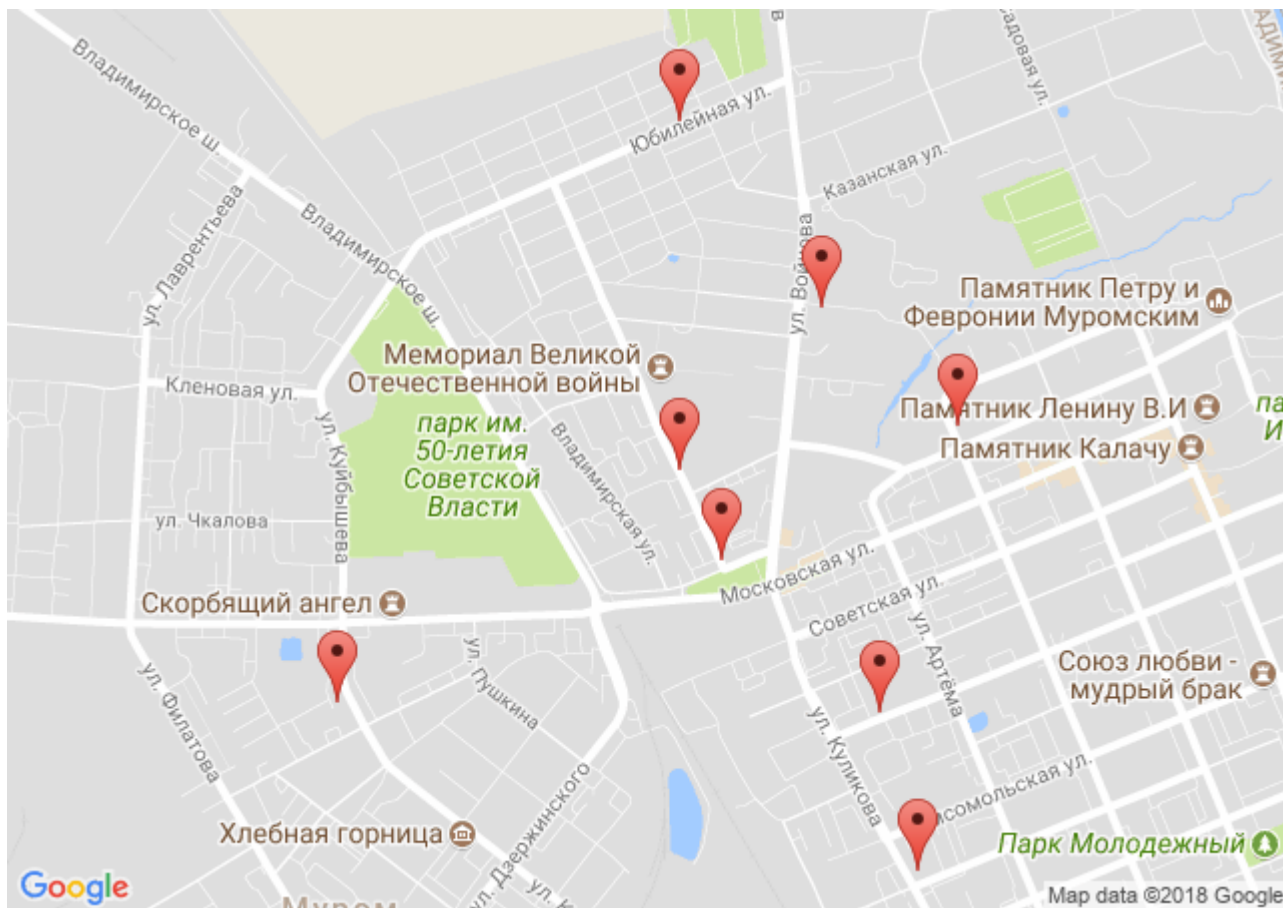 Владимирское ш.
Юбилейная ул.
Садовая ул.
Казанская ул.
ул. Лаврентьева
Владимирское ш.
ул. Войкова
Памятник Петру и
Февронии Муромским
Мемориал Великой
Отечественной войны
Кленовая ул.
Памятник Ленину В.И
парк им.
50-летия
Советской
Власти
Владимирская ул.
Памятник Калачу
ул. Куйбышева
ул. Чкалова
Московская ул.
Скорбящий ангел
Советская ул.
ул. Артёма
ул. Пушкина
Союз любви -
мудрый брак
ул. Филатова
ул. Куликова
Комсомольская ул.
ул. Дзержинского
Хлебная горница
Парк Молодежный
Google
Муром
Map data ©2018 Google